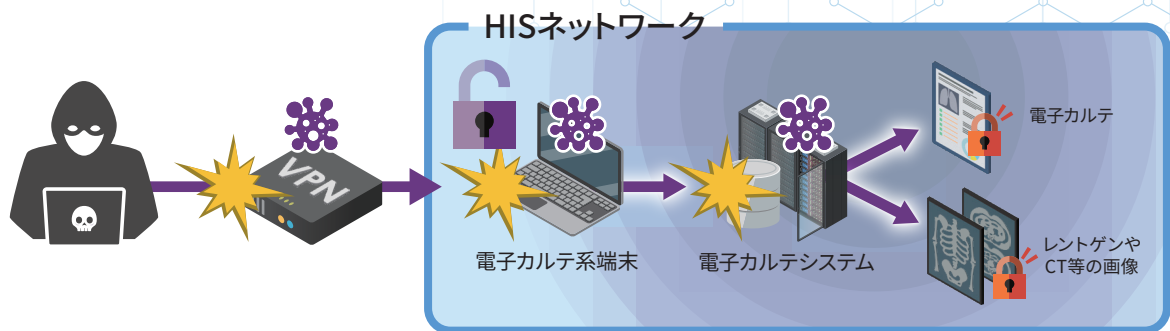 HISネットワーク
VPN
電子カルテ系端末
電子カルテシステム
電子カルテ
レントゲンや
CT等の画像